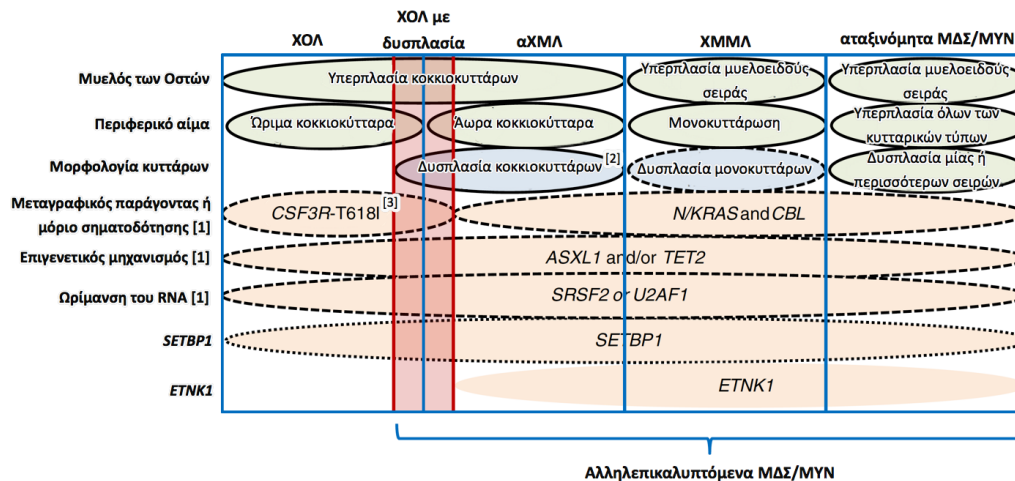 ΧΟΛ
ΧΟΛ με
δυσπλασία
αΧΜΛ
ΧΜΜΛ
αταξινόμητα ΜΔΣ/ΜΥΝ
Μυελός των Οστών
Υπερπλασία κοκκιοκυττάρων
Υπερπλασία μυελοειδούς
σειράς
Υπερπλασία μυελοειδούς
σειράς
Περιφερικό αίμα
Ώριμα κοκκιοκύτταρα
Άωρα κοκκιοκύτταρα
Μονοκυττάρωση
Υπερπλασία όλων των
κυτταρικών τύπων
Μορφολογία κυττάρων
Δυσπλασία κοκκιοκυττάρων [2]
Δυσπλασία μονοκυττάρων
Δυσπλασία μίας ή
περισσότερων σειρών
Μεταγραφικός παράγοντας ή
μόριο σηματοδότησης [1]
CSF3R-T618I [3]
N/KRAS and CBL
Επιγενετικός μηχανισμός [1]
ASXL1 and/or TET2
Ωρίμανση του RNA [1]
SRSF2 or U2AF1
SETBP1
SETBP1
ETNK1
ETNK1
Αλληλεπικαλυπτόμενα ΜΔΣ/ΜΥΝ